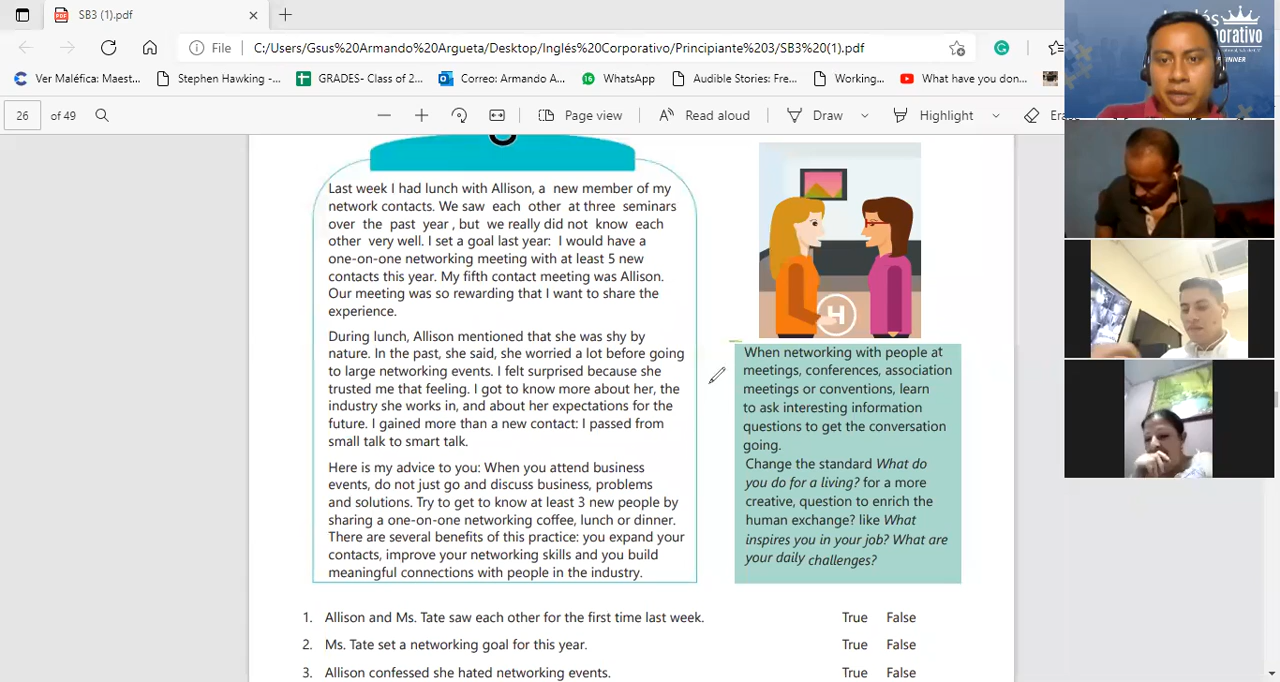 SB3 (1).pdf
File
C:/Users/Gsus%20Armando%20Argueta/Desktop/Inglés%20Corporativo/Principiante%203/SB3%20(1).pdf
Ver Maléfica: Maest...
Stephen Hawking -...
GRADES- Class of 2...
Correo: Armando A...
16
WhatsApp
Audible Stories: Fre...
Working...
What have you don...
26 of 49
Page view
Read aloud
Draw
Highlight
Last week I had lunch with Allison, a new member of my
network contacts. We saw each other at three seminars
over the past year , but we really did not know each
other very well. I set a goal last year: I would have a
one-on-one networking meeting with at least 5 new
contacts this year. My fifth contact meeting was Allison.
Our meeting was so rewarding that I want to share the
experience.
During lunch, Allison mentioned that she was shy by
nature. In the past, she said, she worried a lot before going
to large networking events. I felt surprised because she
trusted me that feeling. I got to know more about her, the
industry she works in, and about her expectations for the
future. I gained more than a new contact: I passed from
small talk to smart talk.
Here is my advice to you: When you attend business
events, do not just go and discuss business, problems
and solutions. Try to get to know at least 3 new people by
sharing a one-on-one networking coffee, lunch or dinner.
There are several benefits of this practice: you expand your
contacts, improve your networking skills and you build
meaningful connections with people in the industry.
H
When networking with people at
meetings, conferences, association
meetings or conventions, learn
to ask interesting information
questions to get the conversation
going.
Change the standard What do
you do for a living? for a more
creative, question to enrich the
human exchange? like What
inspires you in your job? What are
your daily challenges?
1. Allison and Ms. Tate saw each other for the first time last week. True False
2. Ms. Tate set a networking goal for this year. True False
3. Allison confessed she hated networking events. True False